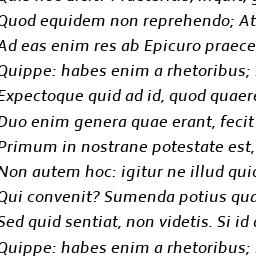 Quod equidem non reprehendo; At
Ad eas enim res ab Epicuro praece
Quippe: habes enim a rhetoribus;
Expectoque quid ad id, quod quaere
Duo enim genera quae erant, fecit
Primum in nostrane potestate est,
Non autem hoc: igitur ne illud quid
Qui convenit? Sumenda potius qua
Sed quid sentiat, non videtis. Si id
Quippe: habes enim a rhetoribus;